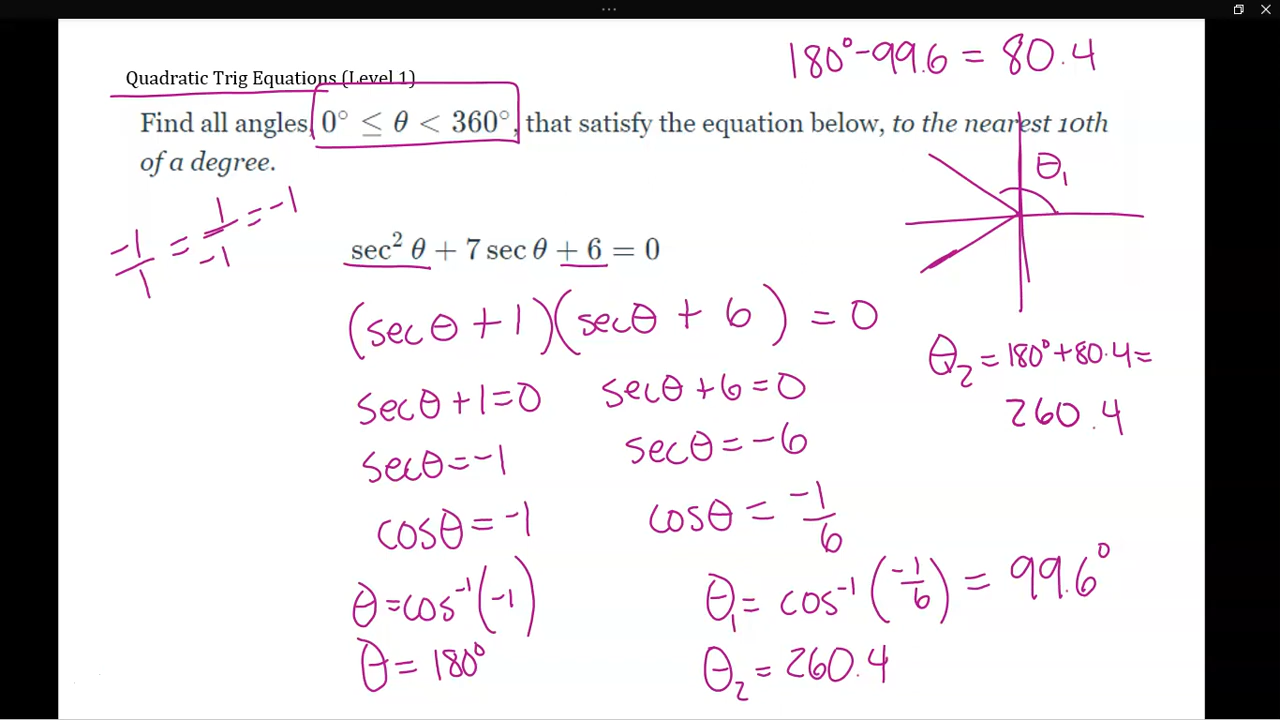 180° - 99.6 = 80.4
Quadratic Trig Equations (Level 1)
Find all angles, 0° ≤ θ < 360°, that satisfy the equation below, to the nearest 10th
of a degree.
θ₁
-1/1 = 1/-1 = -1
sec² θ + 7 sec θ + 6 = 0
(secθ + 1)(secθ + 6) = 0
θ₂ = 180° + 80.4 =
260.4
secθ + 1 = 0
secθ + 6 = 0
secθ = -1
secθ = -6
cosθ = -1
cosθ = -1/6
θ = cos⁻¹(-1)
θ₁ = cos⁻¹(-1/6) = 99.6°
θ = 180°
θ₂ = 260.4